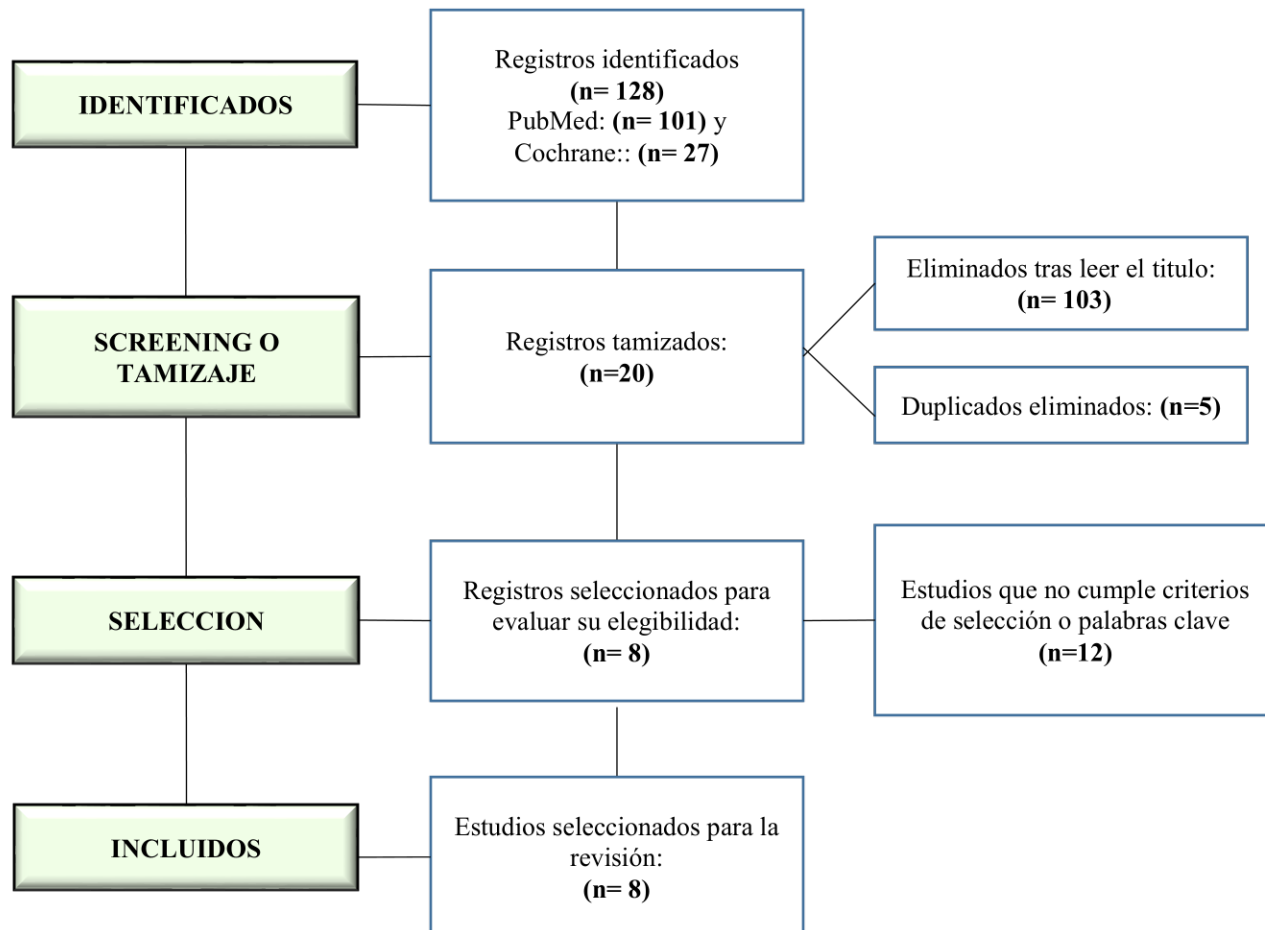 IDENTIFICADOS
Registros identificados
(n= 128)
PubMed: (n= 101) y
Cochrane:: (n= 27)
SCREENING O
TAMIZAJE
Registros tamizados:
(n=20)
Eliminados tras leer el titulo:
(n= 103)
Duplicados eliminados: (n=5)
SELECCION
Registros seleccionados para
evaluar su elegibilidad:
(n= 8)
Estudios que no cumple criterios
de selección o palabras clave
(n=12)
INCLUIDOS
Estudios seleccionados para la
revisión:
(n= 8)